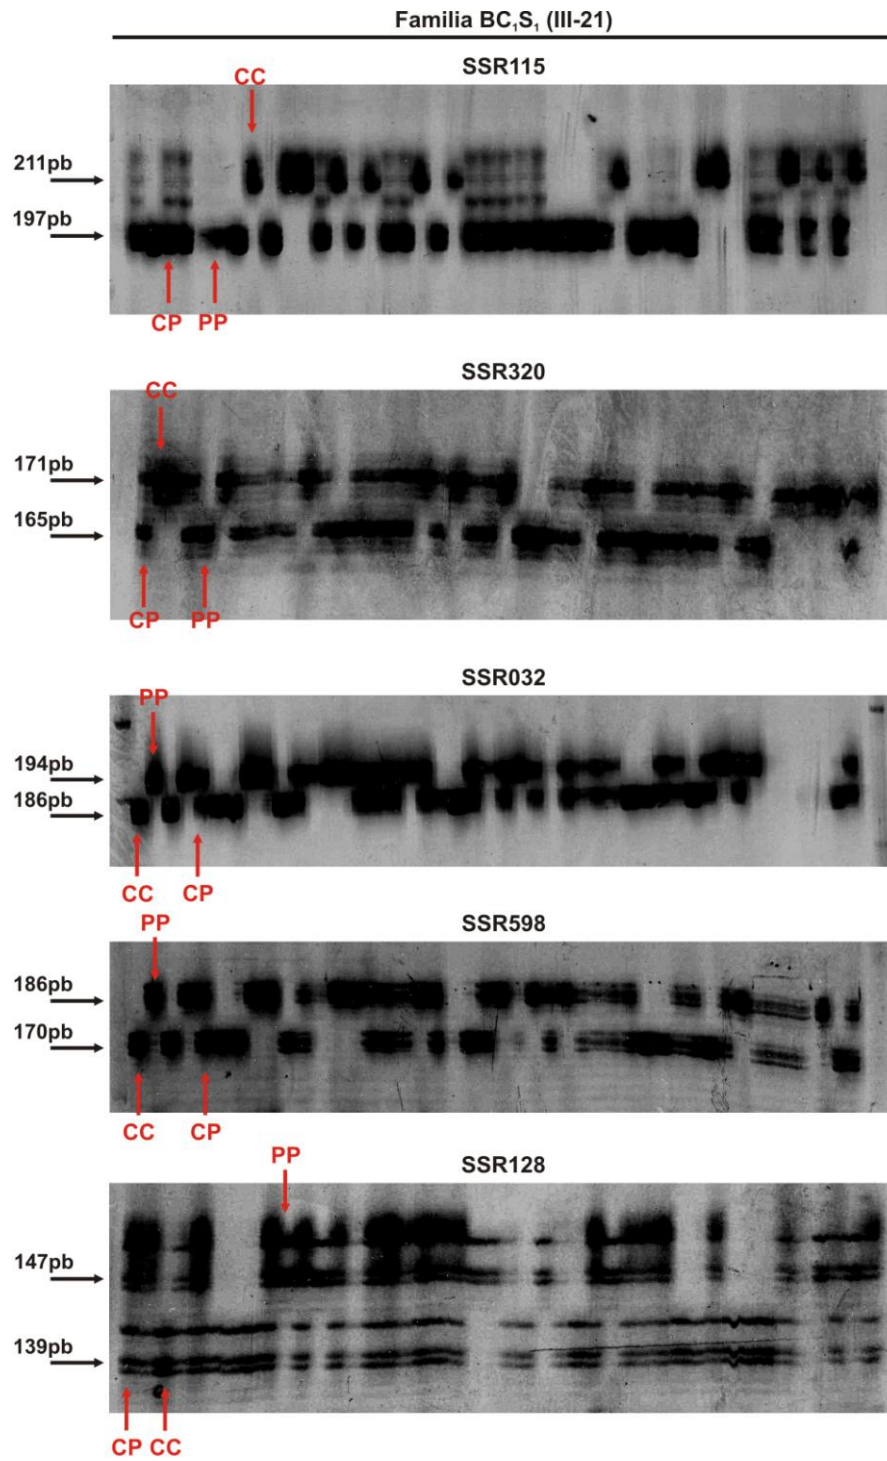 Familia BC₁S₁ (III-21)
SSR115
CC
211pb
197pb
CP PP
SSR320
CC
171pb
165pb
CP PP
SSR032
PP
194pb
186pb
CC CP
SSR598
PP
186pb
170pb
CC CP
SSR128
PP
147pb
139pb
CP CC